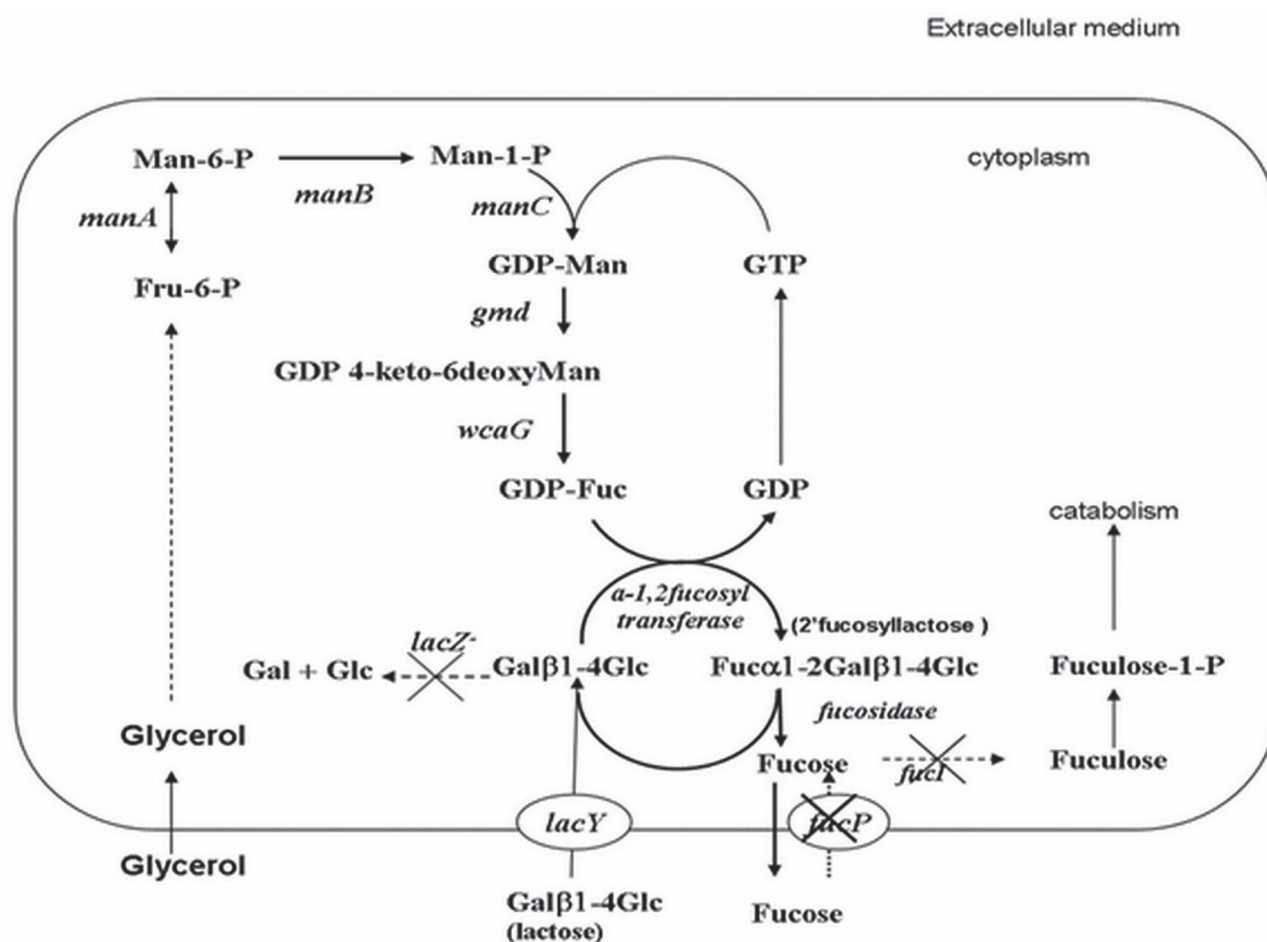 Extracellular medium
cytoplasm
Man-6-P
Man-1-P
manB
manC
manA
GDP-Man
GTP
Fru-6-P
gmd
GDP 4-keto-6deoxyMan
wcaG
GDP-Fuc
GDP
catabolism
a-1,2fucosyl
transferase
(2'fucosyllactose )
lacZ-
Gal + Glc
Galβ1-4Glc
Fucα1-2Galβ1-4Glc
Fuculose-1-P
fucosidase
Glycerol
Fucose
fucI
Fuculose
lacY
fucP
Glycerol
Galβ1-4Glc
(lactose)
Fucose